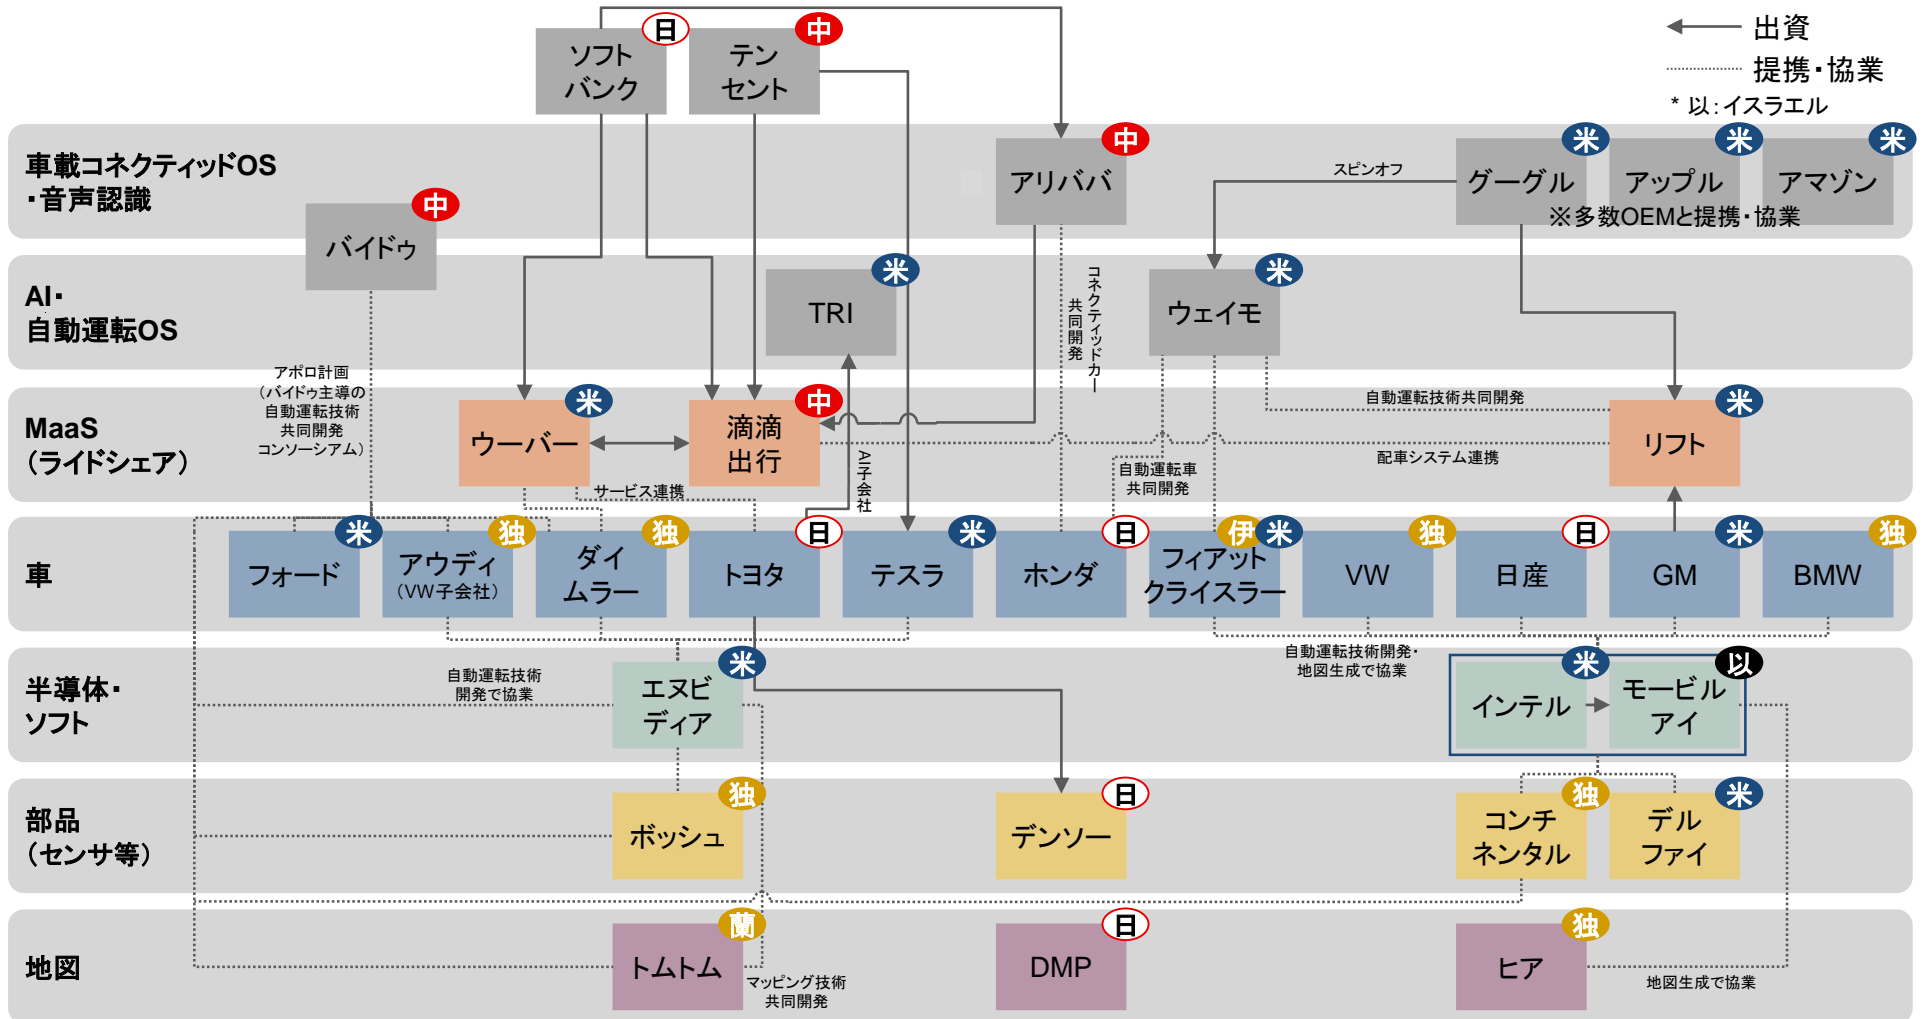 日
中
ソフト
バンク
テン
セント
出資
提携・協業
* 以：イスラエル
車載コネクティッドOS
・音声認識
中
バイドゥ
中
アリババ
スピンオフ
米
グーグル
米
アップル
米
アマゾン
※多数OEMと提携・協業
AI・
自動運転OS
米
TRI
コネクティッドカー
共同開発
米
ウェイモ
アポロ計画
（バイドゥ主導の
自動運転技術
共同開発
コンソーシアム）
MaaS
（ライドシェア）
米
ウーバー
中
滴滴
出行
サービス連携
AI子会社
自動運転車
共同開発
自動運転技術共同開発
配車システム連携
米
リフト
車
米
フォード
独
アウディ
（VW子会社）
独
ダイ
ムラー
日
トヨタ
米
テスラ
日
ホンダ
伊
米
フィアット
クライスラー
独
VW
日
日産
米
GM
独
BMW
半導体・
ソフト
自動運転技術
開発で協業
米
エヌビ
ディア
自動運転技術開発・
地図生成で協業
米
インテル
以
モービル
アイ
部品
（センサ等）
独
ボッシュ
日
デンソー
独
コンチ
ネンタル
米
デル
ファイ
地図
蘭
トムトム
マッピング技術
共同開発
日
DMP
独
ヒア
地図生成で協業